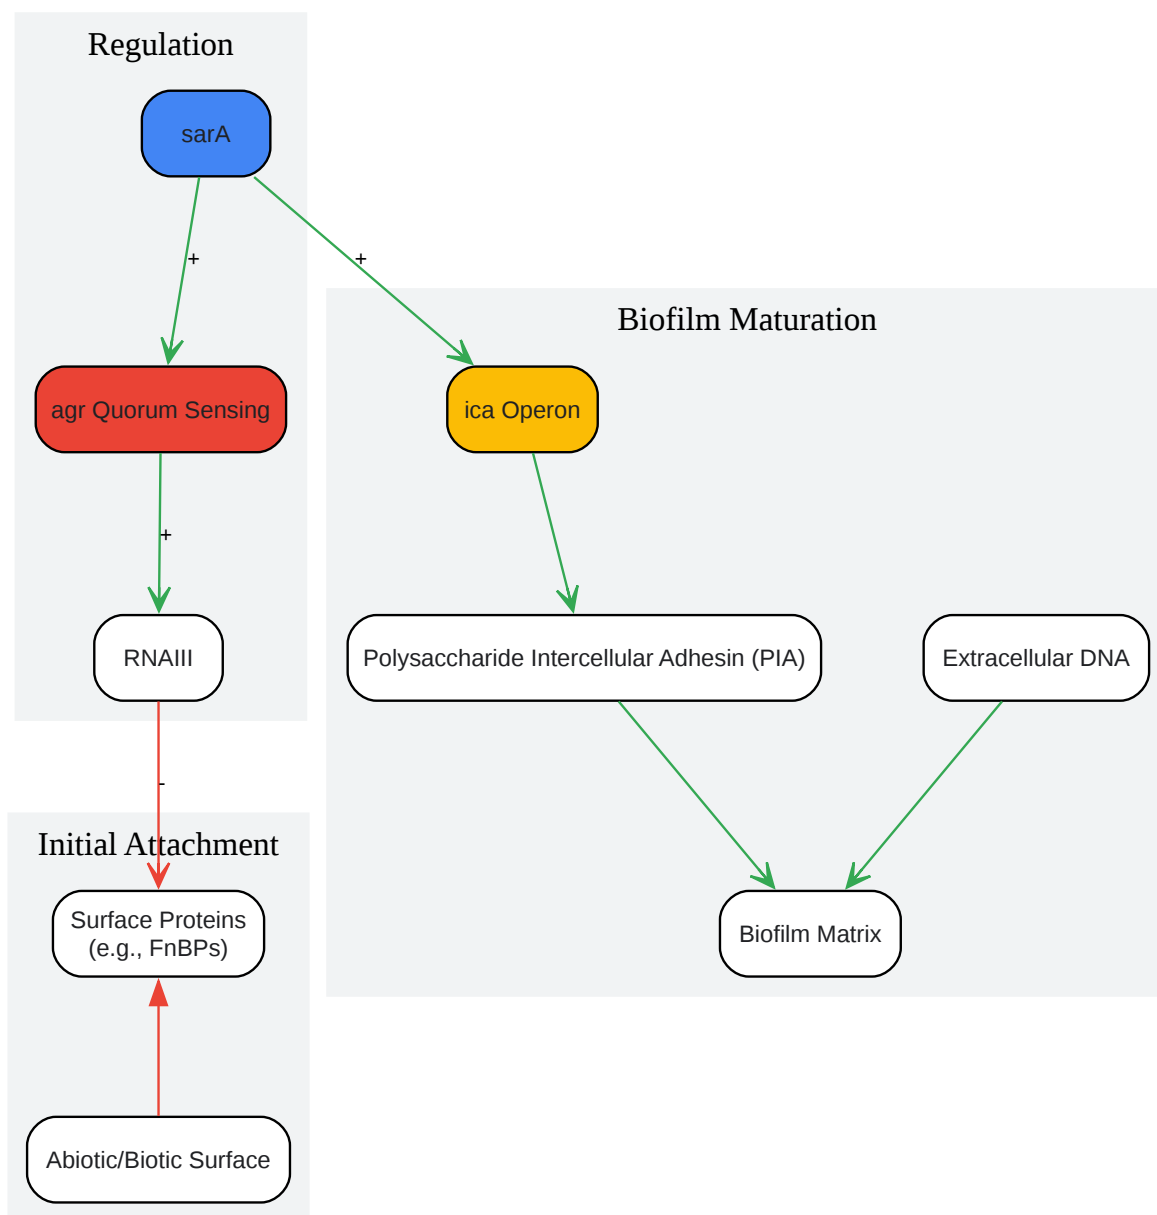 Regulation
sarA
+
+
Biofilm Maturation
agr Quorum Sensing
ica Operon
+
RNAIII
Polysaccharide Intercellular Adhesin (PIA)
Extracellular DNA
-
Initial Attachment
Surface Proteins
(e.g., FnBPs)
Biofilm Matrix
Abiotic/Biotic Surface